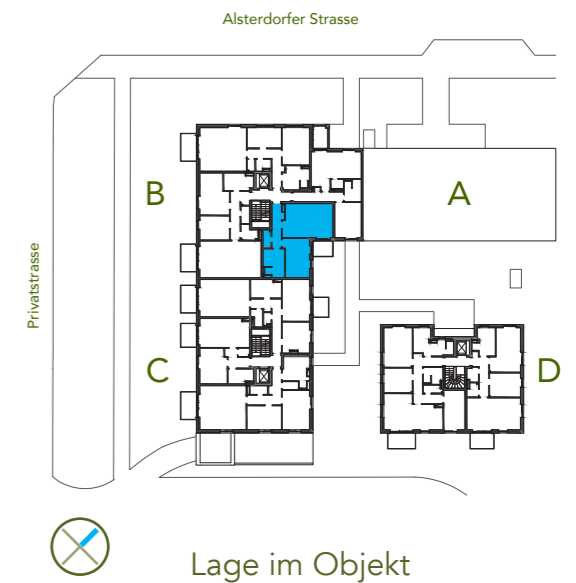 Alsterdorfer Strasse
B
A
Privatstrasse
C
D
Lage im Objekt